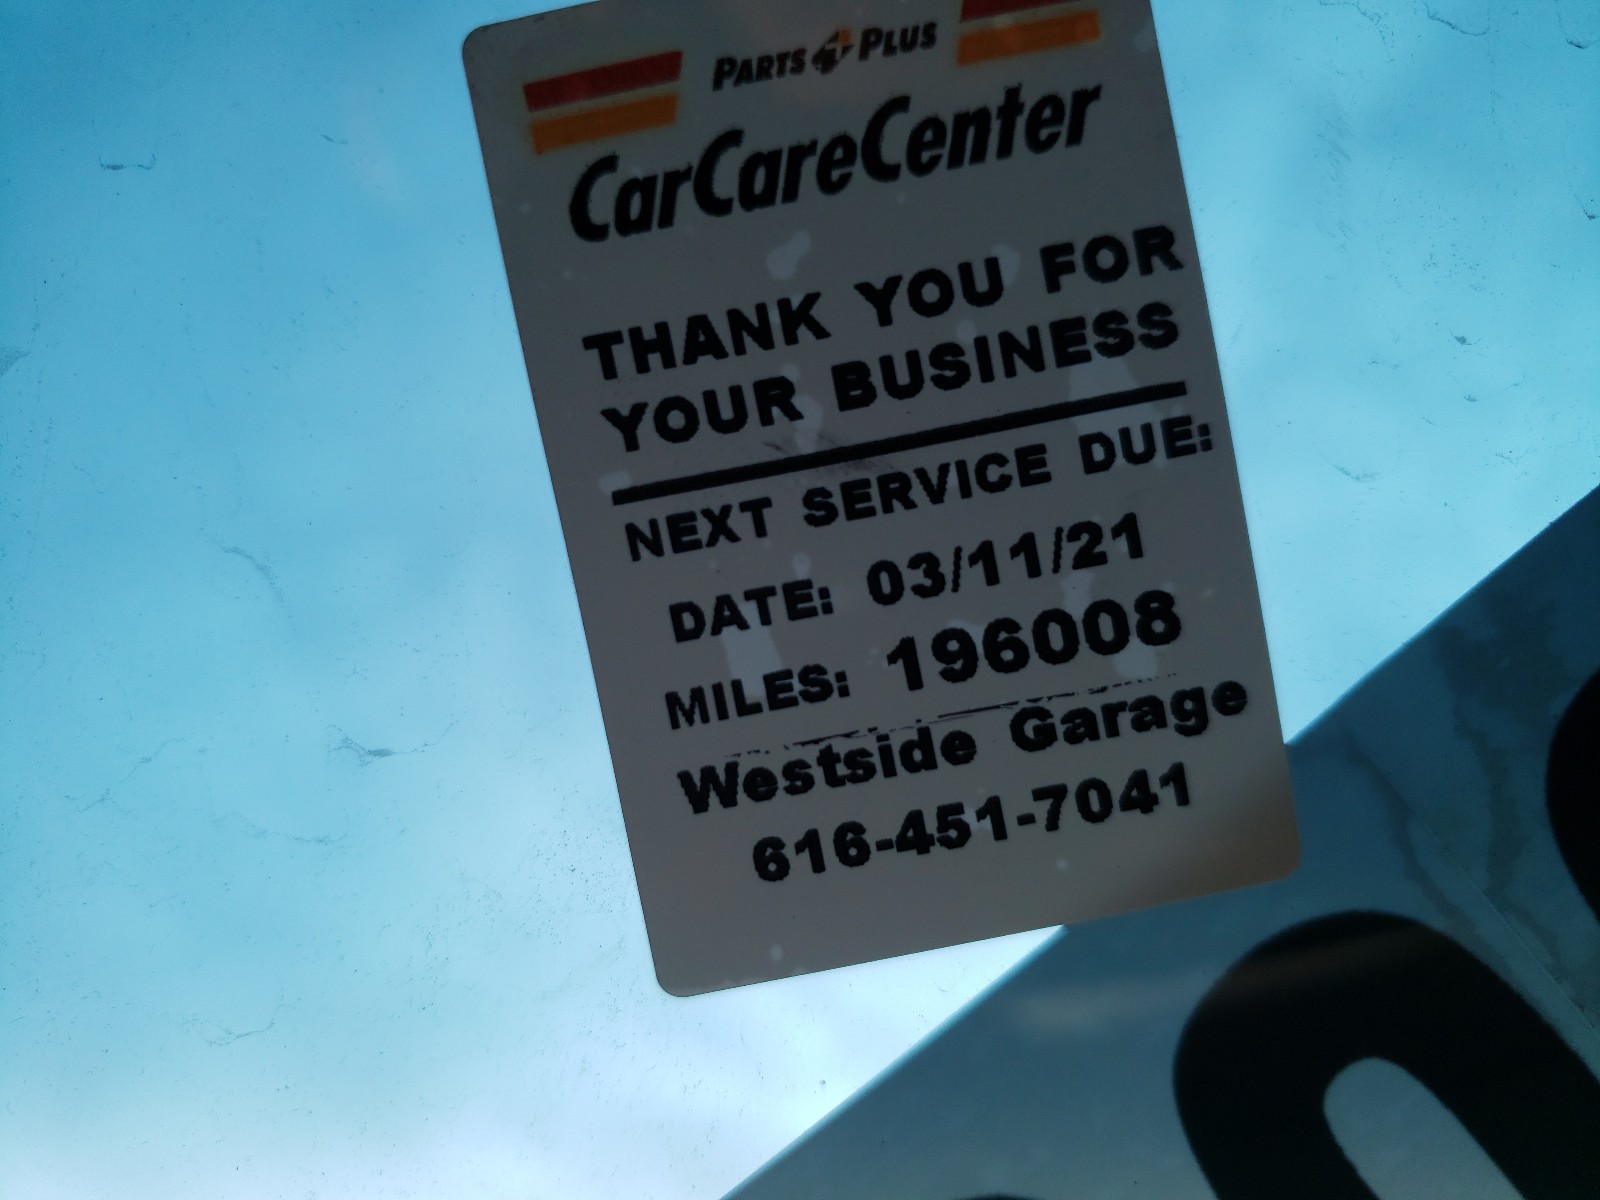 PARTS PLUS
CarCareCenter
THANK YOU FOR
YOUR BUSINESS
NEXT SERVICE DUE:
DATE: 03/11/21
MILES: 196008
Westside Garage
616-451-7041